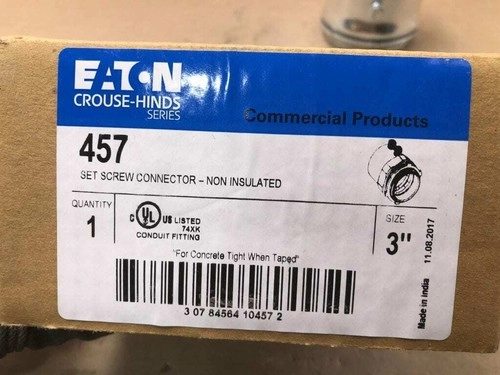 EATON
CROUSE-HINDS
SERIES
Commercial Products
457
SET SCREW CONNECTOR – NON INSULATED
QUANTITY
1
C UL US LISTED
74XK
CONDUIT FITTING
SIZE
3"
"For Concrete Tight When Taped"
3 07 84564 10457 2
Made in India
11.08.2017